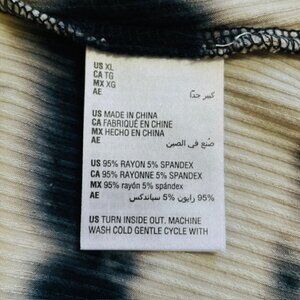 US XL
CA TG
MX XG
AE كبير جدًا
US MADE IN CHINA
CA FABRIQUÉ EN CHINE
MX HECHO EN CHINA
AE صنع في الصين
US 95% RAYON 5% SPANDEX
CA 95% RAYONNE 5% SPANDEX
MX 95% rayón 5% spándex
AE 95% رايون 5% سباندكس
US TURN INSIDE OUT. MACHINE
WASH COLD GENTLE CYCLE WITH